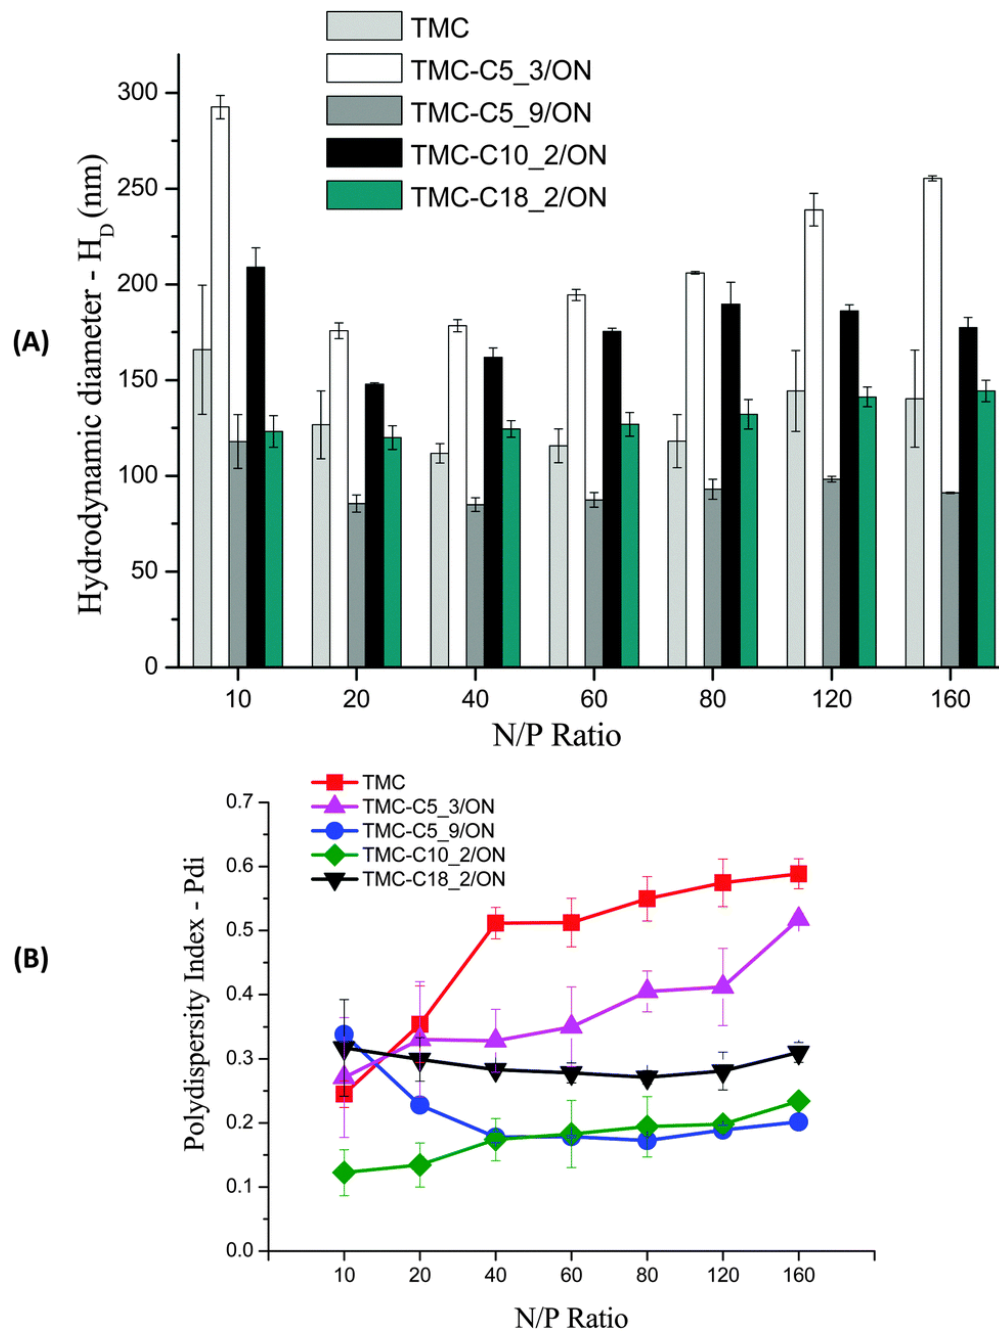 TMC
TMC-C5_3/ON
TMC-C5_9/ON
TMC-C10_2/ON
TMC-C18_2/ON
(A)
Hydrodynamic diameter - H_D (nm)
300
250
200
150
100
50
0
10 20 40 60 80 120 160
N/P Ratio
TMC
TMC-C5_3/ON
TMC-C5_9/ON
TMC-C10_2/ON
TMC-C18_2/ON
(B)
Polydispersity Index - Pdi
0.7
0.6
0.5
0.4
0.3
0.2
0.1
0.0
10 20 40 60 80 120 160
N/P Ratio